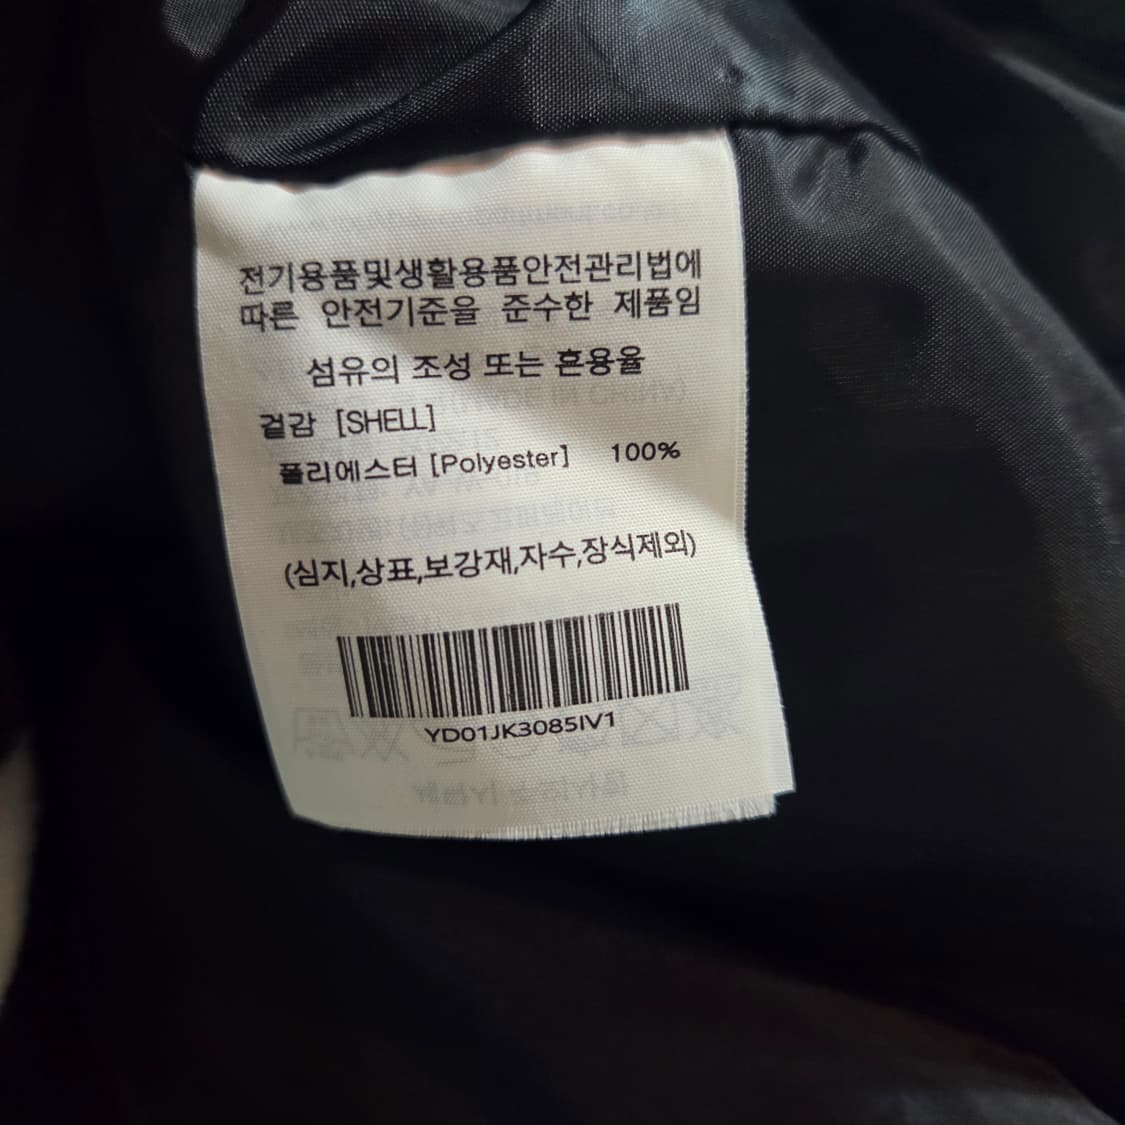 전기용품및생활용품안전관리법에
따른 안전기준을 준수한 제품임
섬유의 조성 또는 혼용율
겉감 [SHELL]
폴리에스터 [Polyester] 100%
(심지,상표,보강재,자수,장식제외)
YD01JK3085IV1